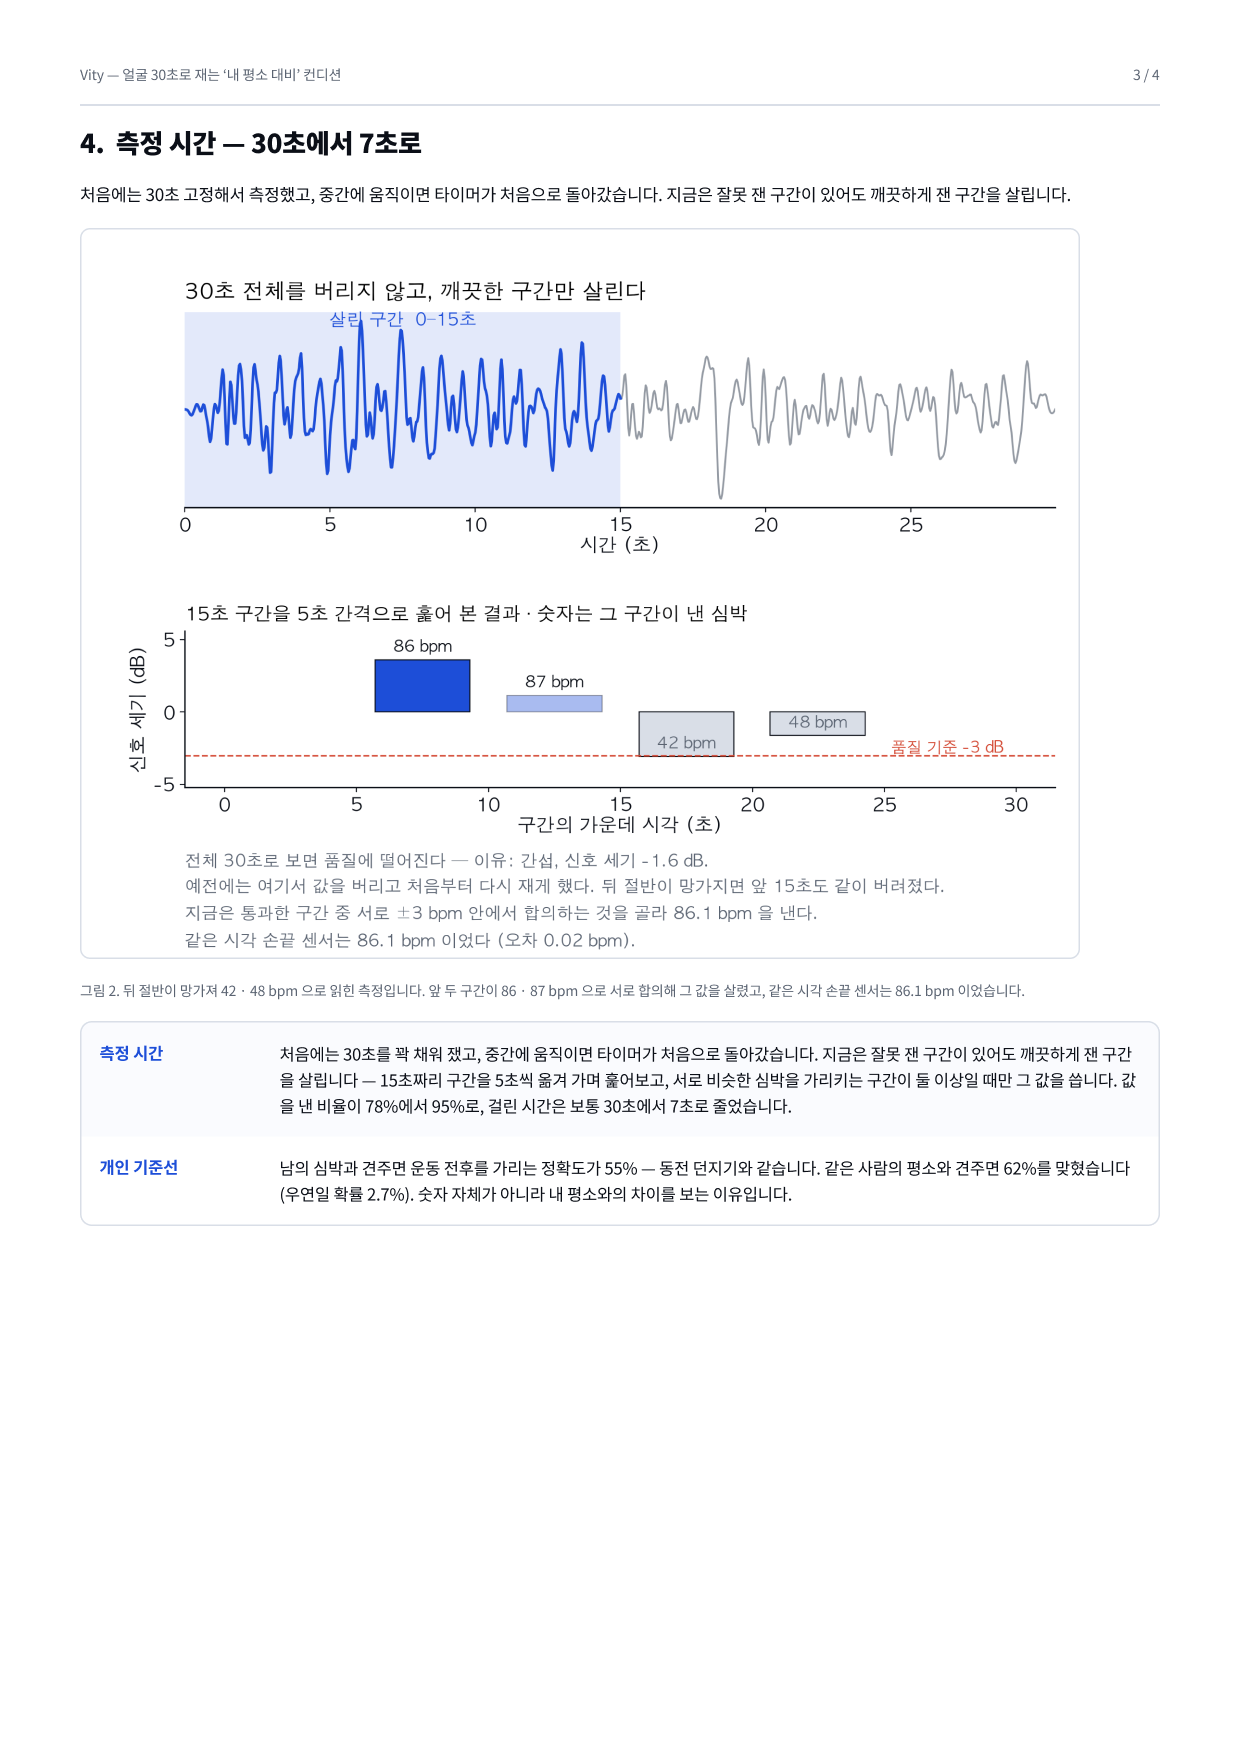 Vity — 얼굴 30초로 재는 ‘내 평소 대비’ 컨디션
3 / 4
4. 측정 시간 — 30초에서 7초로
처음에는 30초 고정해서 측정했고, 중간에 움직이면 타이머가 처음으로 돌아갔습니다. 지금은 잘못 잰 구간이 있어도 깨끗하게 잰 구간을 살립니다.
30초 전체를 버리지 않고, 깨끗한 구간만 살린다
살린 구간 0–15초
0 5 10 15 20 25
시간 (초)
15초 구간을 5초 간격으로 훑어 본 결과 · 숫자는 그 구간이 낸 심박
신호 세기 (dB)
5
0
-5
86 bpm
87 bpm
42 bpm
48 bpm
품질 기준 -3 dB
0 5 10 15 20 25 30
구간의 가운데 시각 (초)
전체 30초로 보면 품질에 떨어진다 — 이유: 간섭, 신호 세기 -1.6 dB.
예전에는 여기서 값을 버리고 처음부터 다시 재게 했다. 뒤 절반이 망가지면 앞 15초도 같이 버려졌다.
지금은 통과한 구간 중 서로 ±3 bpm 안에서 합의하는 것을 골라 86.1 bpm 을 낸다.
같은 시각 손끝 센서는 86.1 bpm 이었다 (오차 0.02 bpm).
그림 2. 뒤 절반이 망가져 42 · 48 bpm 으로 읽힌 측정입니다. 앞 두 구간이 86 · 87 bpm 으로 서로 합의해 그 값을 살렸고, 같은 시각 손끝 센서는 86.1 bpm 이었습니다.
측정 시간
처음에는 30초를 꽉 채워 쟀고, 중간에 움직이면 타이머가 처음으로 돌아갔습니다. 지금은 잘못 잰 구간이 있어도 깨끗하게 잰 구간
을 살립니다 — 15초짜리 구간을 5초씩 옮겨 가며 훑어보고, 서로 비슷한 심박을 가리키는 구간이 둘 이상일 때만 그 값을 씁니다. 값
을 낸 비율이 78%에서 95%로, 걸린 시간은 보통 30초에서 7초로 줄었습니다.
개인 기준선
남의 심박과 견주면 운동 전후를 가리는 정확도가 55% — 동전 던지기와 같습니다. 같은 사람의 평소와 견주면 62%를 맞혔습니다
(우연일 확률 2.7%). 숫자 자체가 아니라 내 평소와의 차이를 보는 이유입니다.